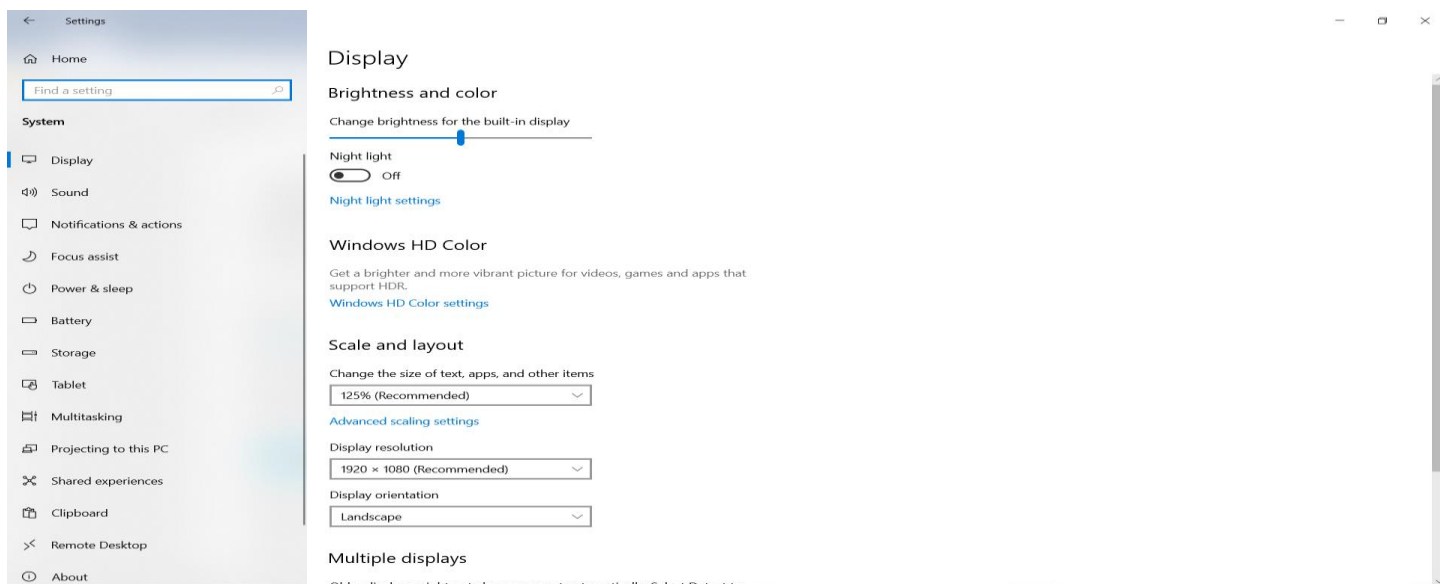 Settings
Home
Find a setting
System
Display
Sound
Notifications & actions
Focus assist
Power & sleep
Battery
Storage
Tablet
Multitasking
Projecting to this PC
Shared experiences
Clipboard
Remote Desktop
About
Display
Brightness and color
Change brightness for the built-in display
Night light
Off
Night light settings
Windows HD Color
Get a brighter and more vibrant picture for videos, games and apps that
support HDR.
Windows HD Color settings
Scale and layout
Change the size of text, apps, and other items
125% (Recommended)
Advanced scaling settings
Display resolution
1920 × 1080 (Recommended)
Display orientation
Landscape
Multiple displays